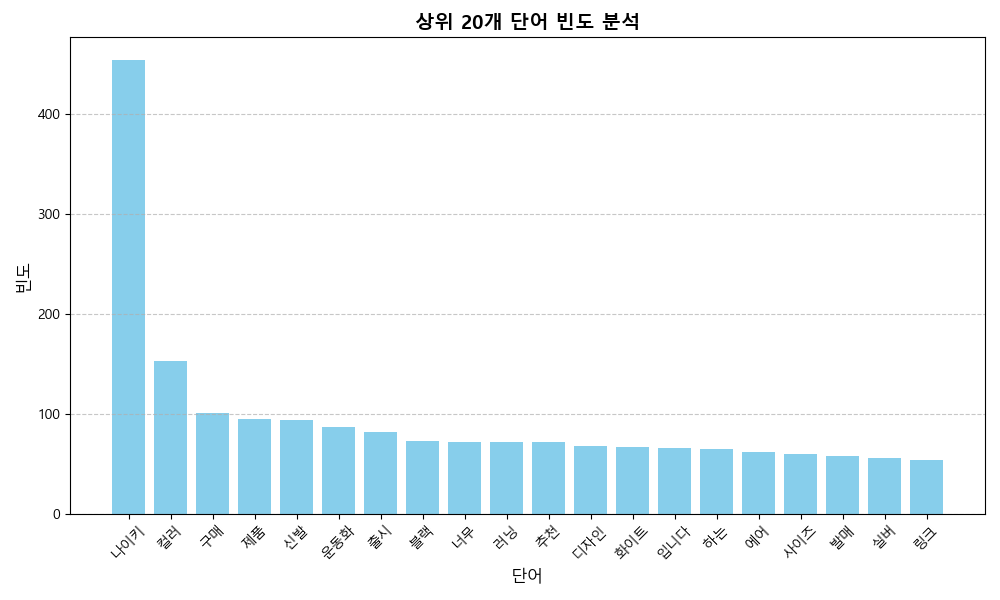 상위 20개 단어 빈도 분석
빈도
400
300
200
100
0
나이키 컬러 구매 제품 신발 운동화 출시 블랙 너무 러닝 추천 디자인 화이트 입니다 하는 에어 사이즈 발매 실버 링크
단어